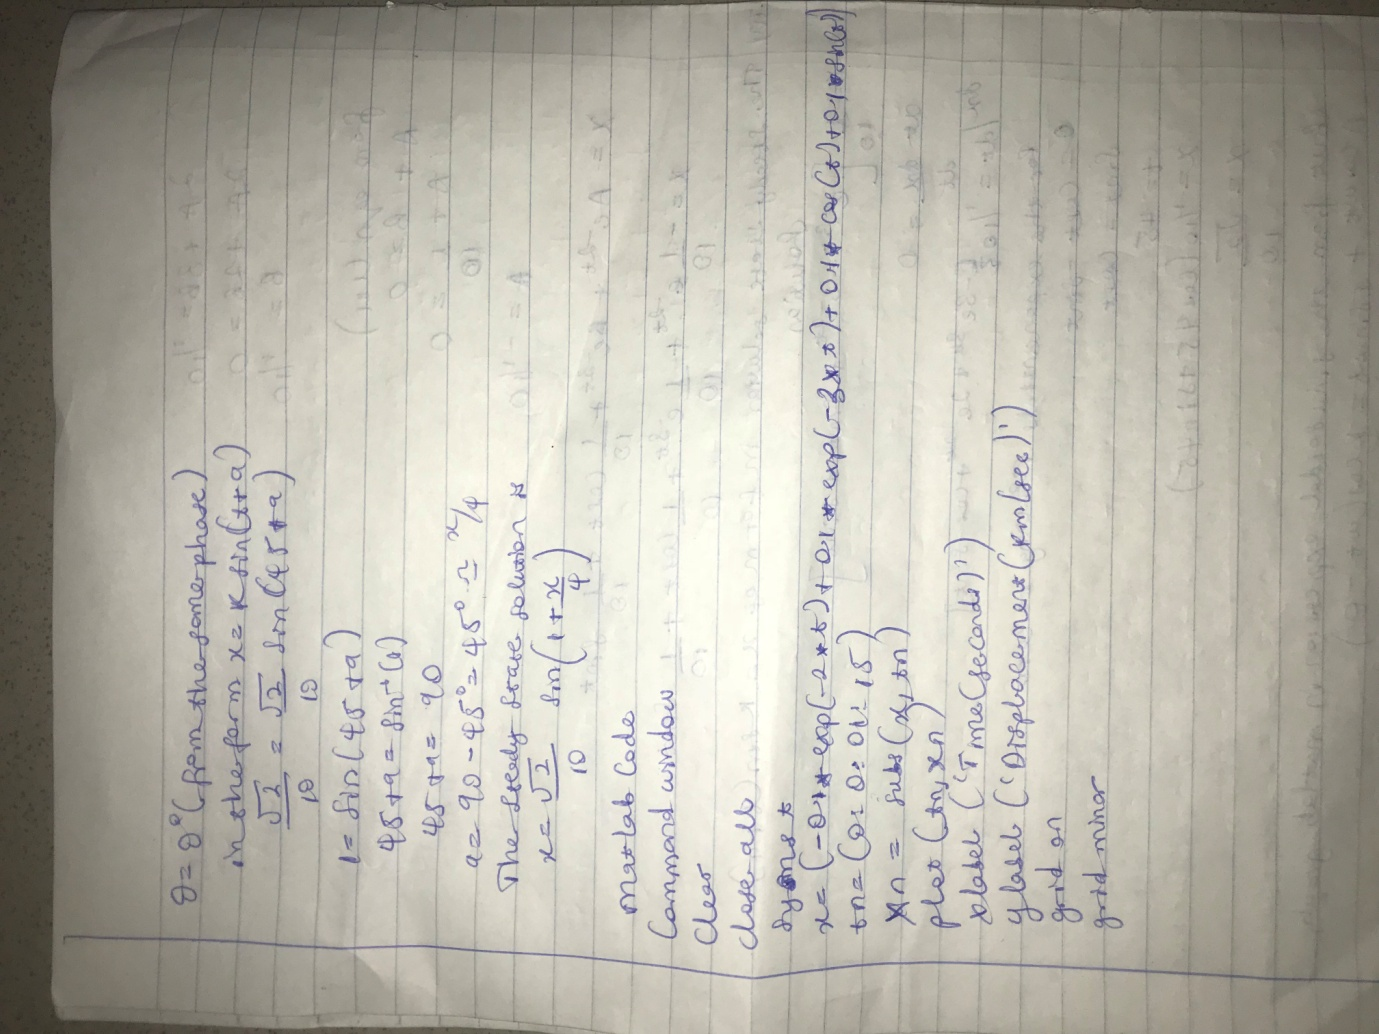 θ = 0° (from the same phase)
in the form x = K sin(t+a)
√2/10 = √2/10 sin(45+a)
1 = sin(45+a)
45+a = sin⁻¹(1)
45+a = 90
a = 90 - 45° = 45° = π/4
The steady state solution is
x = √2/10 sin(1 + π/4)
Matlab Code
Command window
Clear
Close all
Syms t
x = (-0.1*exp(-2*t)+0.1*exp(-3*t)+0.1*cos(t)+0.1*sin(t))
tn = (0:0.01:15)
Xn = subs(x,tn)
plot(tn,xn)
xlabel('Time(seconds)')
ylabel('Displacement(km/sec)')
grid on
grid minor